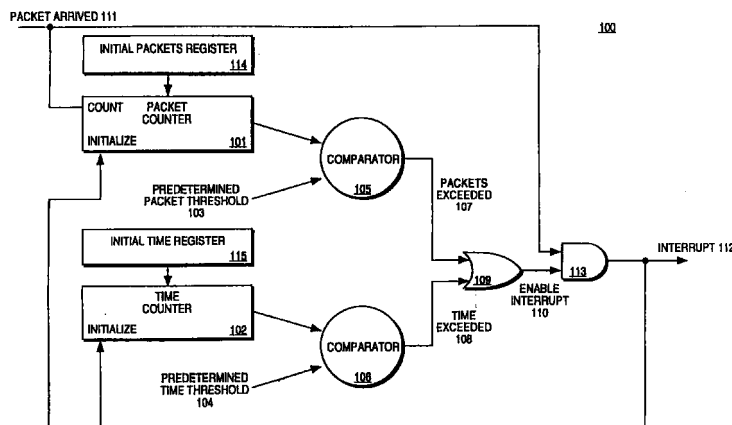 PACKET ARRIVED 111
100
INITIAL PACKETS REGISTER
114
COUNT PACKET
COUNTER
INITIALIZE 101
COMPARATOR
105
PREDETERMINED
PACKET THRESHOLD
103
PACKETS
EXCEEDED
107
INITIAL TIME REGISTER
115
INTERRUPT 112
113
109
ENABLE
INTERRUPT
110
TIME
COUNTER
INITIALIZE 102
TIME
EXCEEDED
108
COMPARATOR
106
PREDETERMINED
TIME THRESHOLD
104